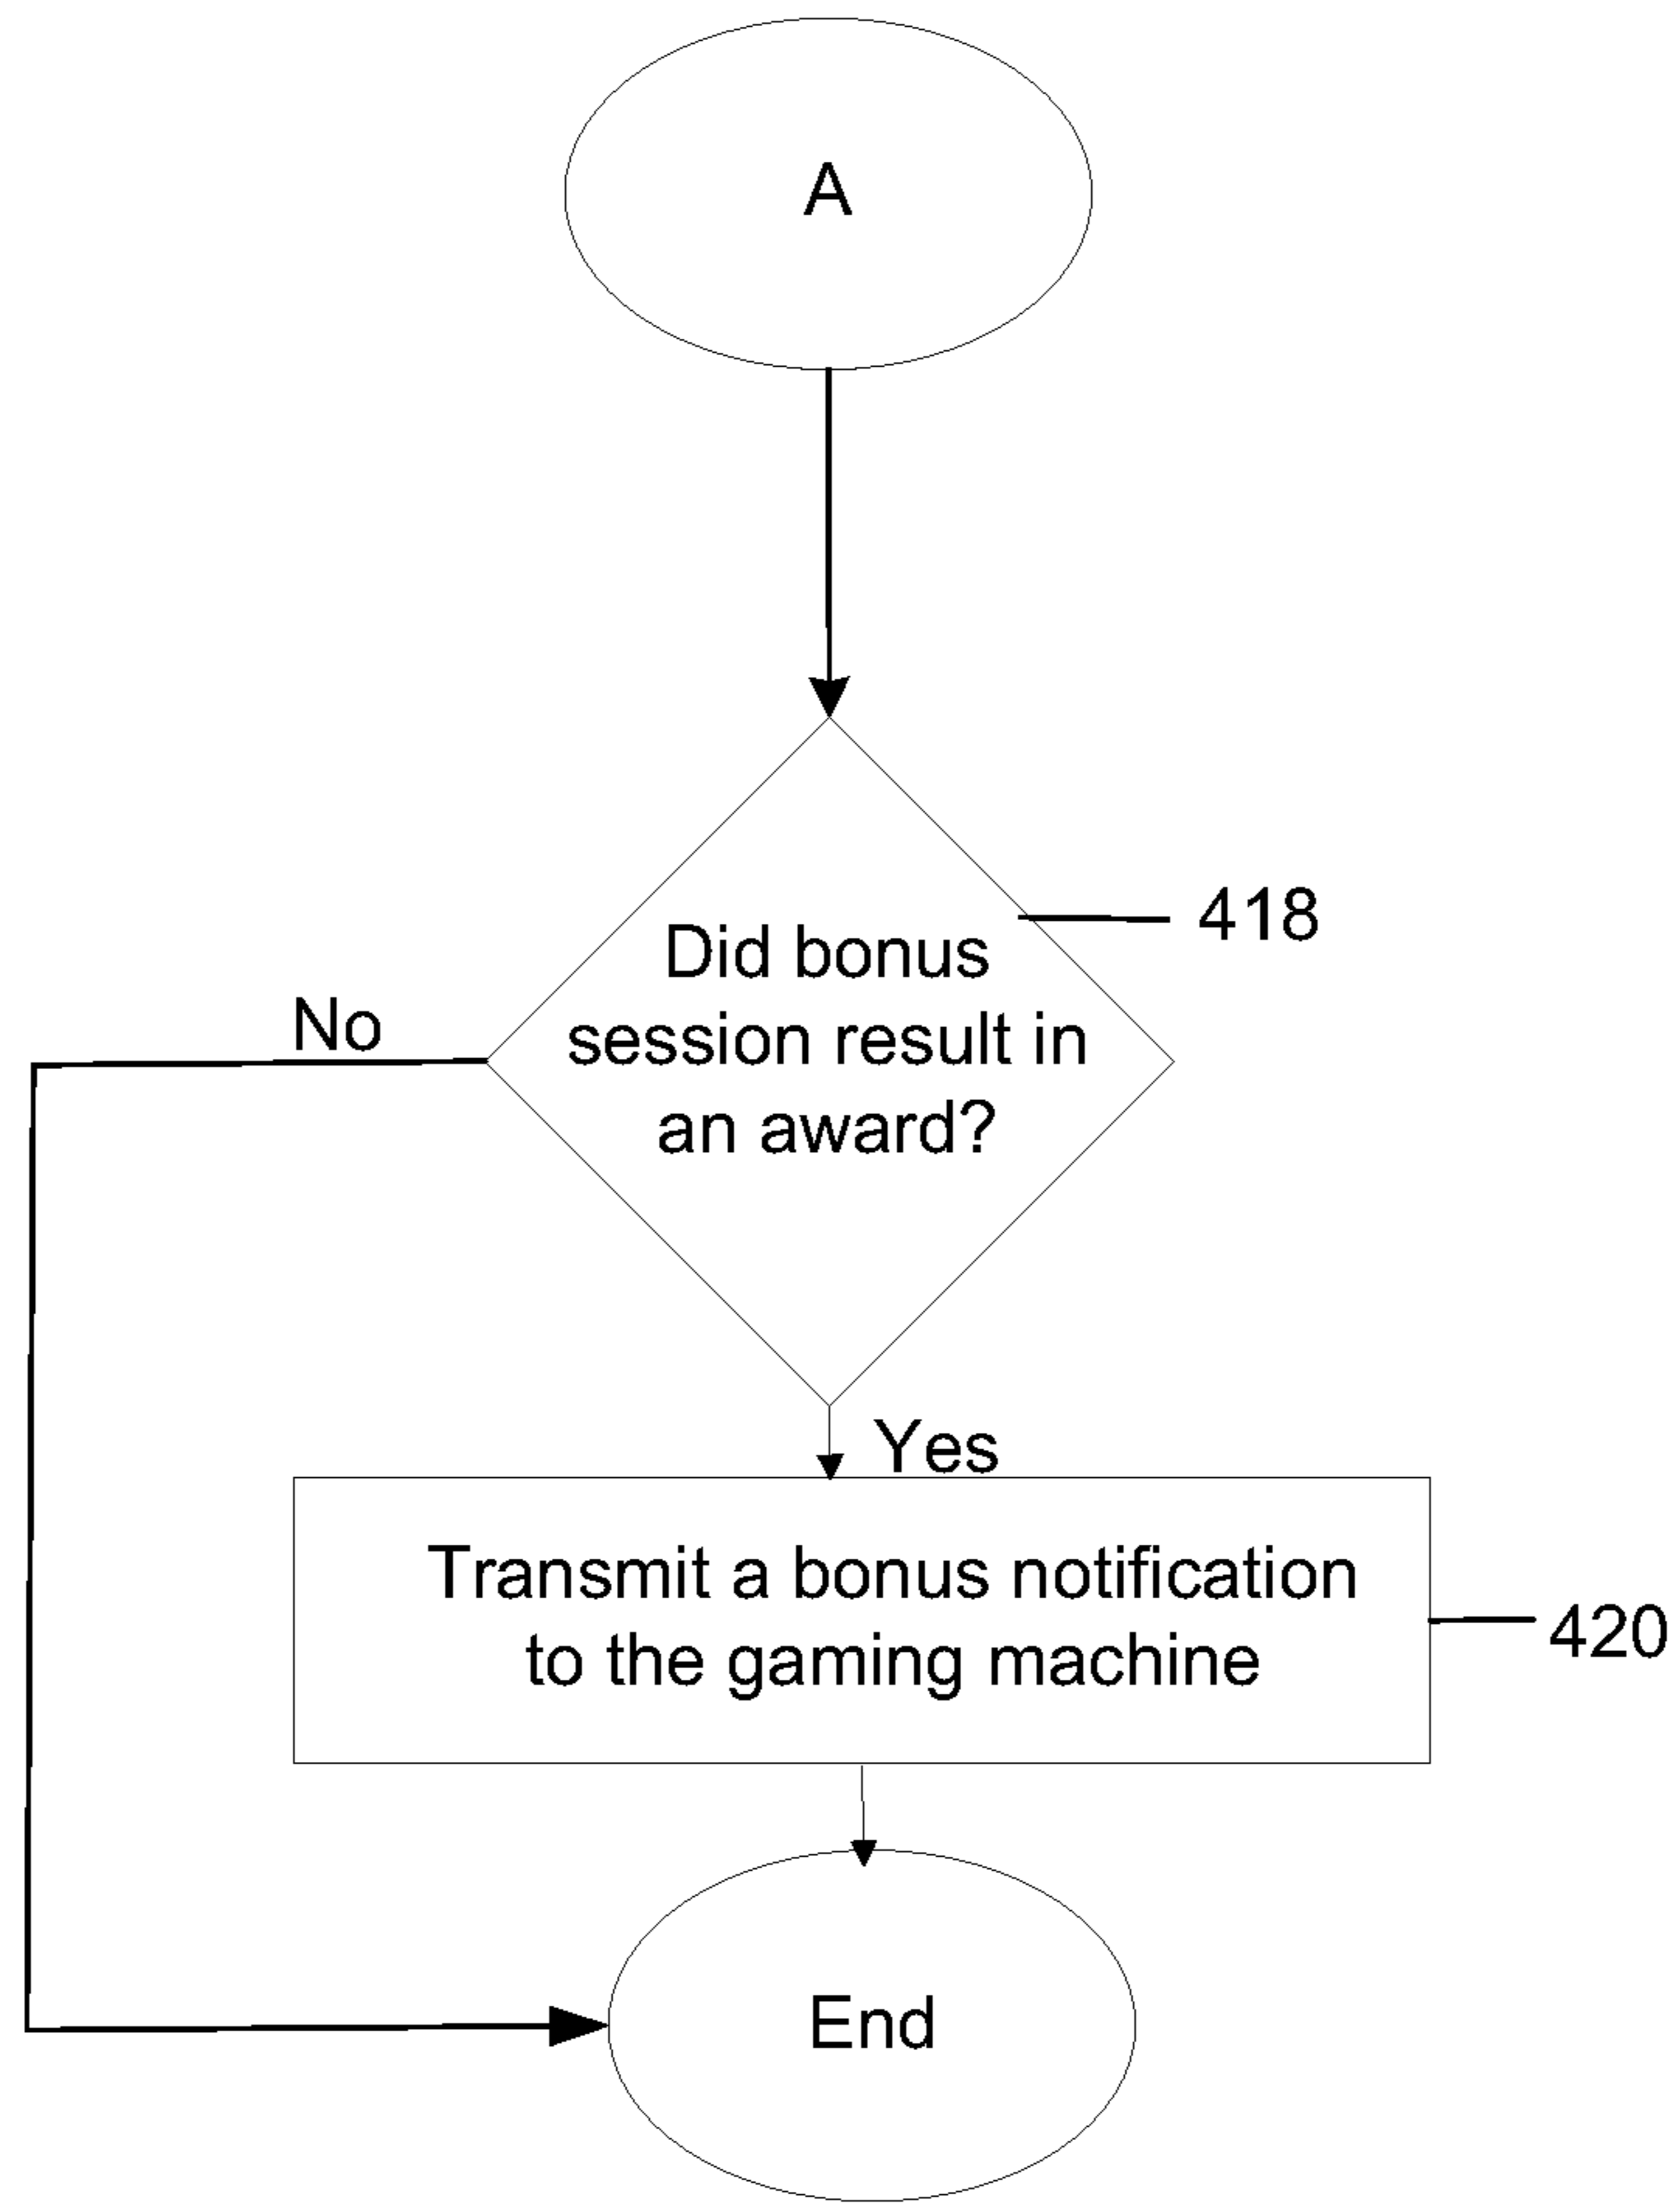 A
418
Did bonus
session result in
an award?
No
Yes
Transmit a bonus notification
to the gaming machine
420
End